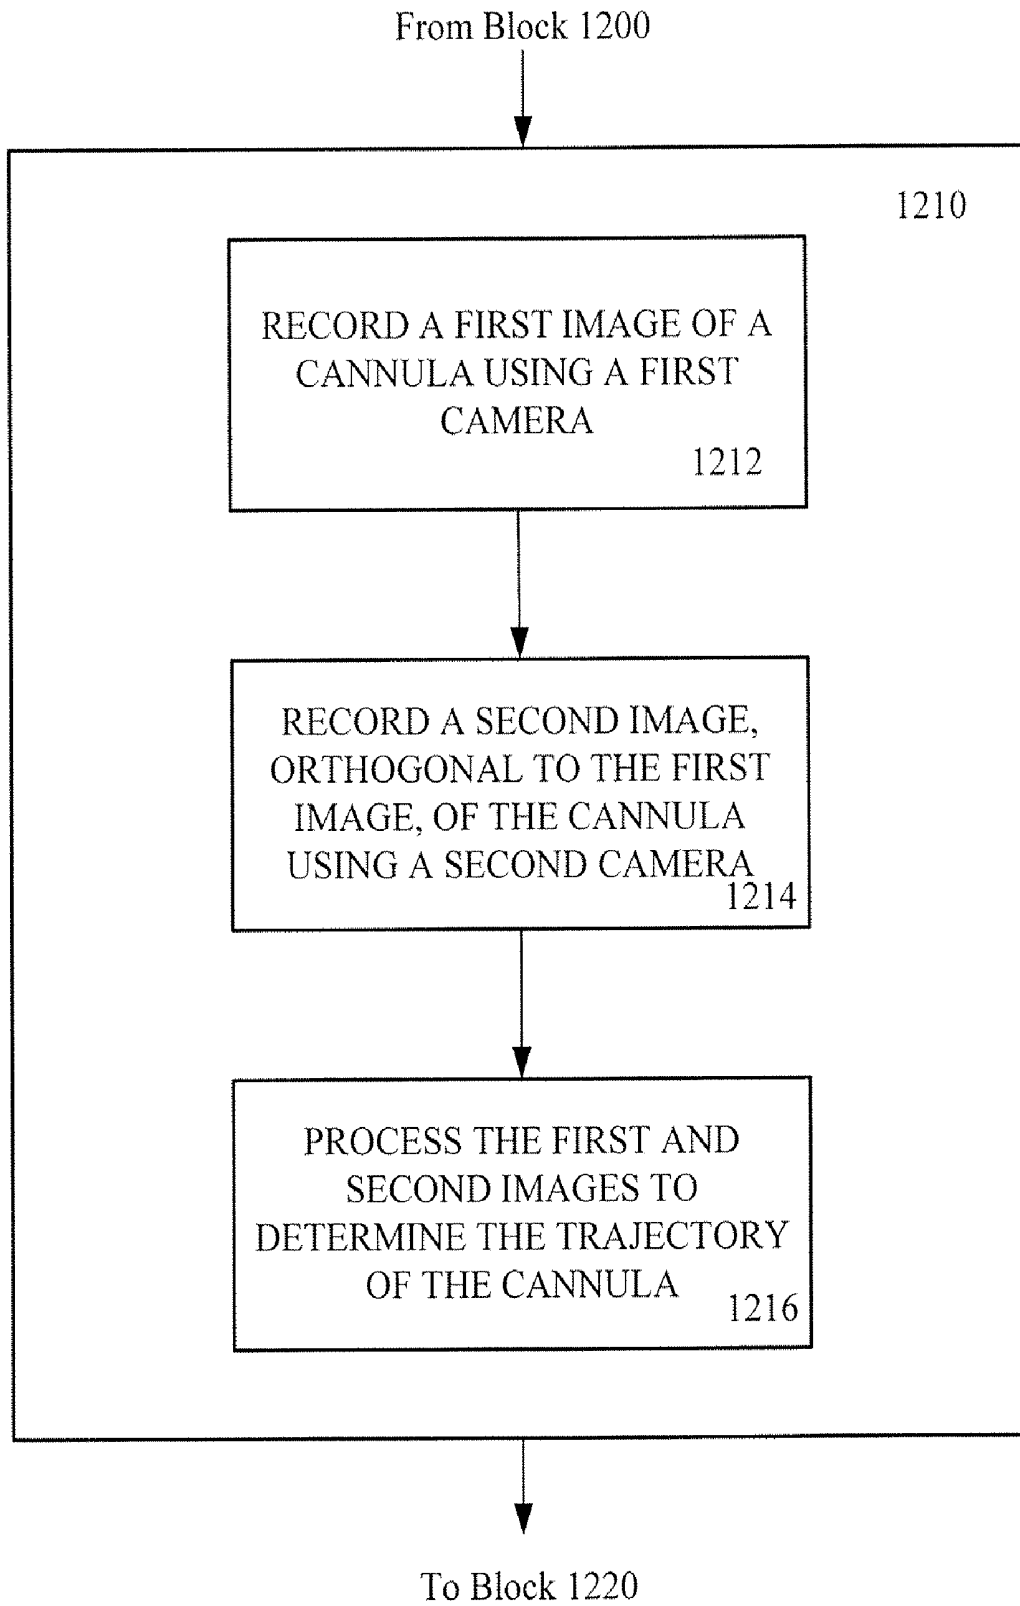 From Block 1200
1210
RECORD A FIRST IMAGE OF A
CANNULA USING A FIRST
CAMERA
1212
RECORD A SECOND IMAGE,
ORTHOGONAL TO THE FIRST
IMAGE, OF THE CANNULA
USING A SECOND CAMERA
1214
PROCESS THE FIRST AND
SECOND IMAGES TO
DETERMINE THE TRAJECTORY
OF THE CANNULA
1216
To Block 1220